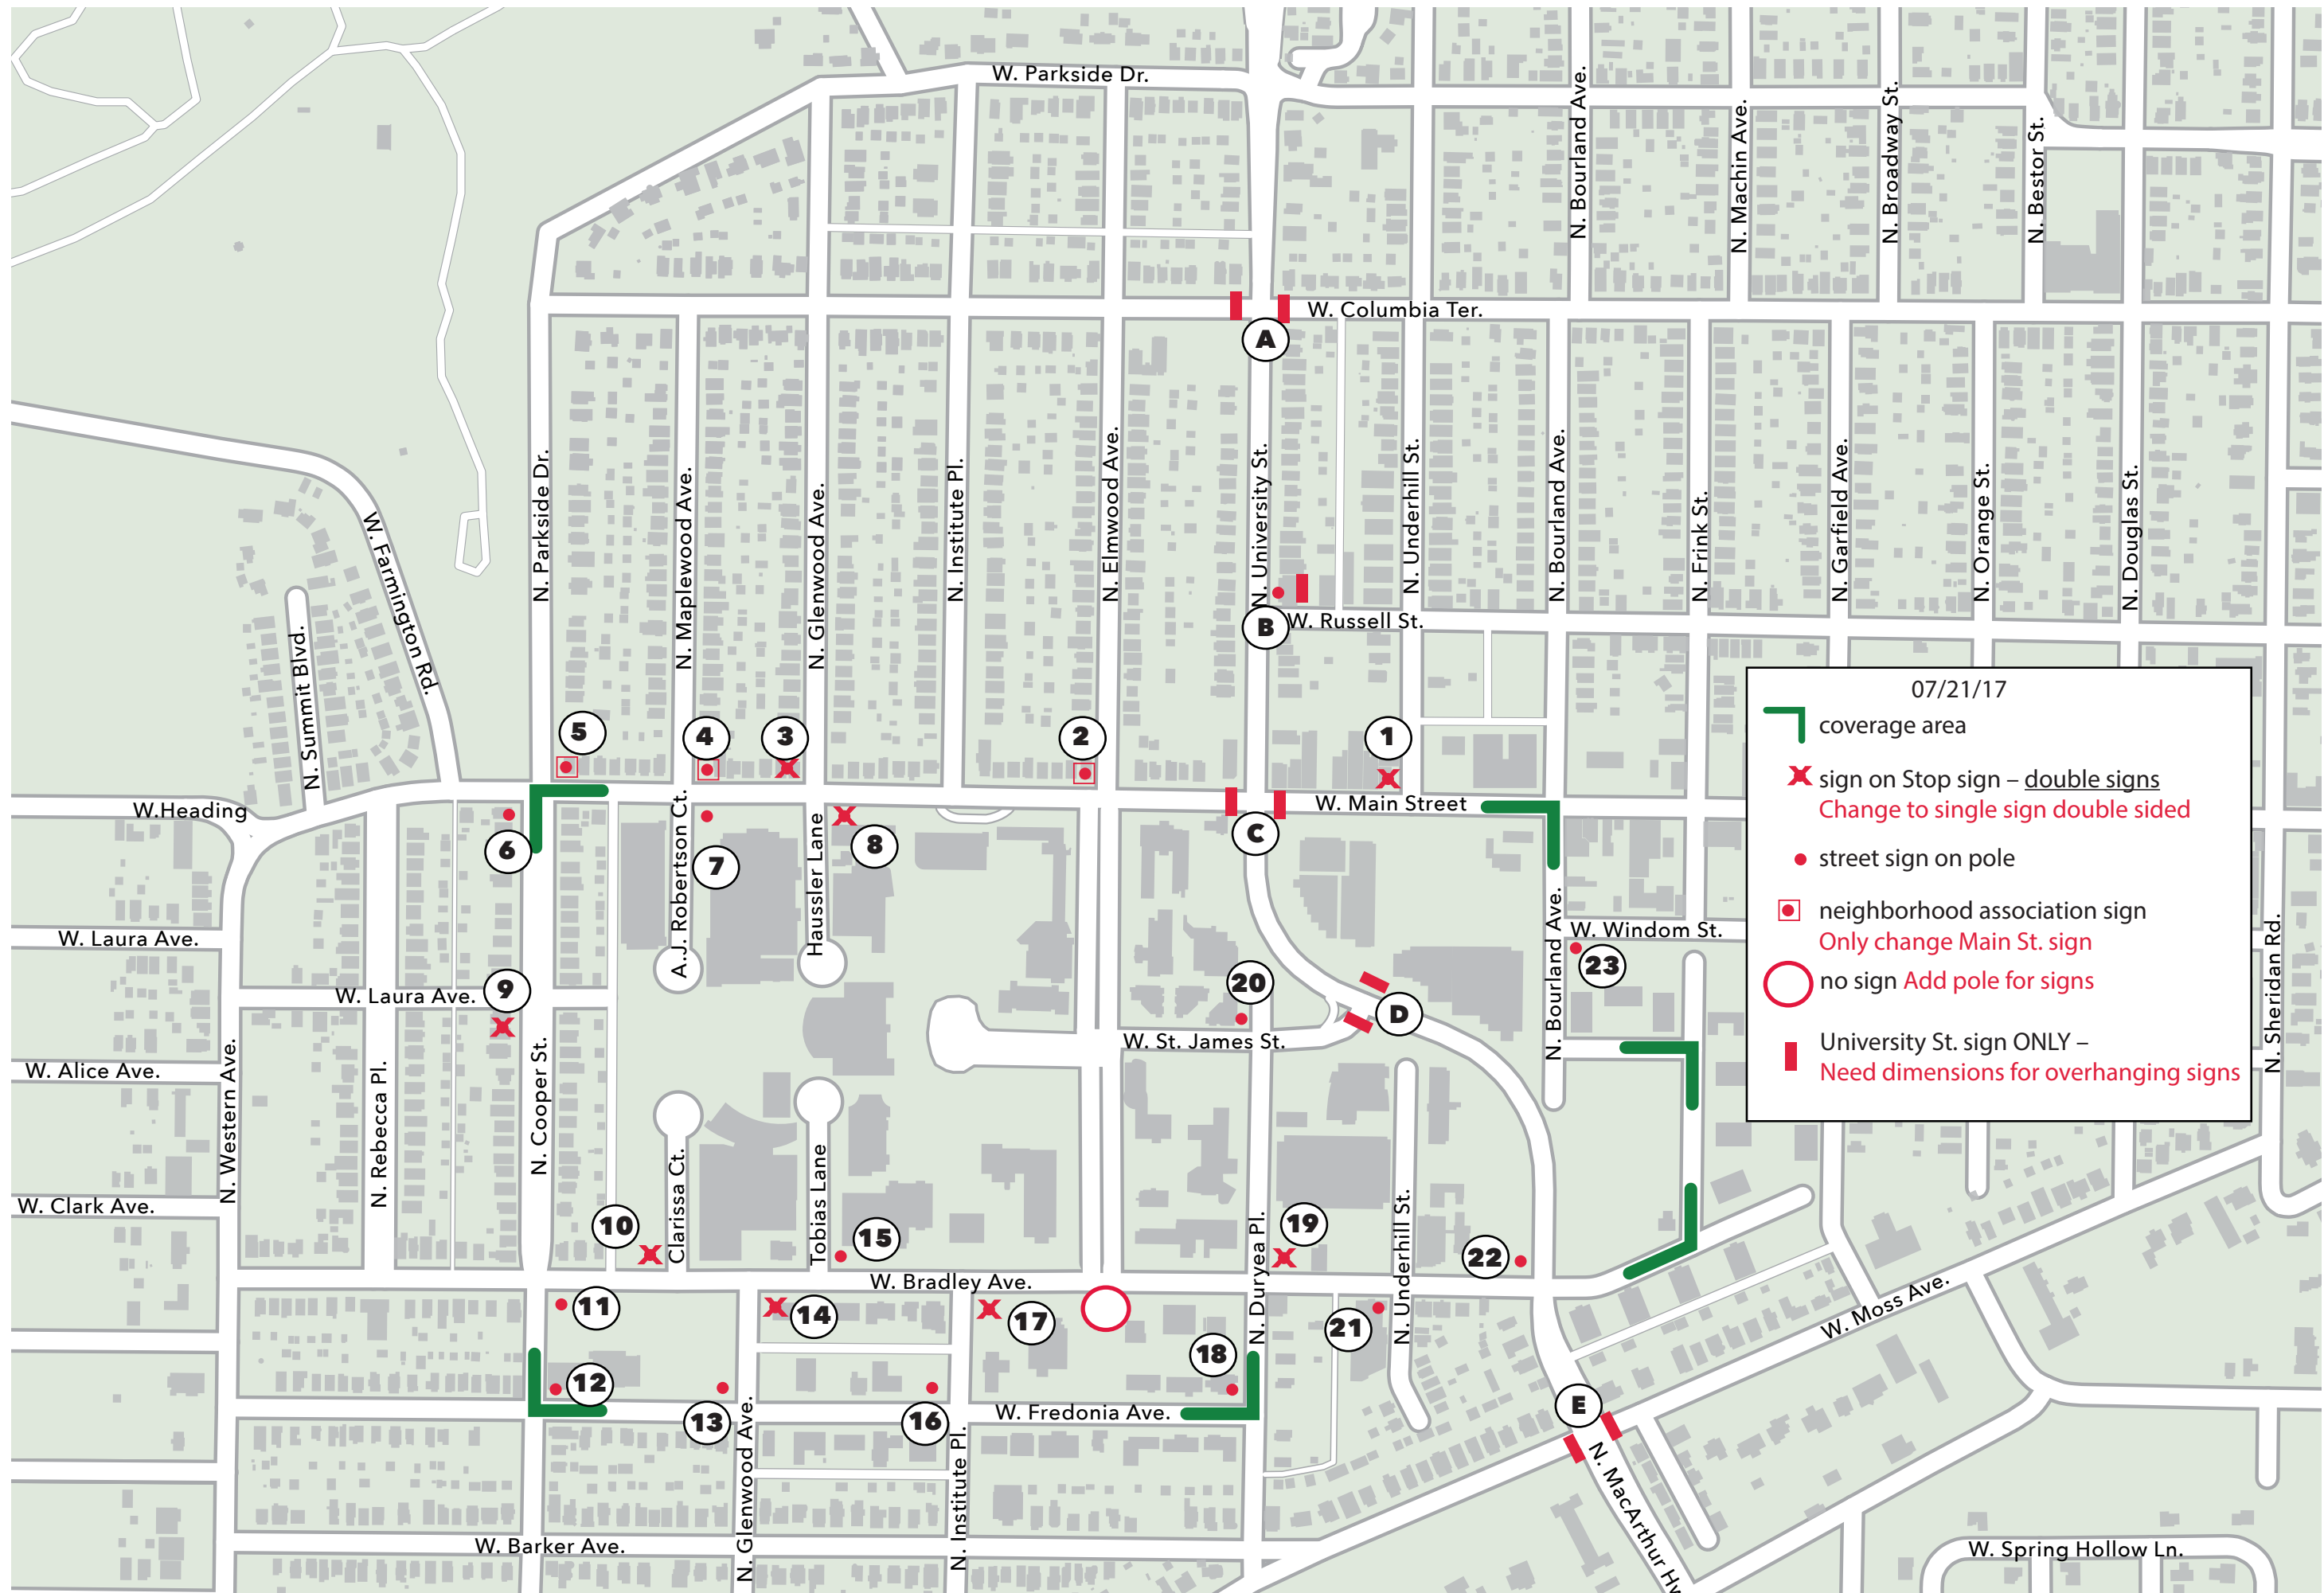 W. Parkside Dr.
N. Bourland Ave.
N. Machin Ave.
N. Broadway St.
N. Bestor St.
W. Columbia Ter.
A
N. Parkside Dr.
N. Maplewood Ave.
N. Glenwood Ave.
N. Institute Pl.
N. Elmwood Ave.
N. University St.
N. Underhill St.
N. Bourland Ave.
N. Frink St.
N. Garfield Ave.
N. Orange St.
N. Douglas St.
W. Farmington Rd.
N. Summit Blvd.
B
W. Russell St.
5
4
3
2
1
W.Heading
W. Main Street
C
6
A.J. Robertson Ct.
7
Haussler Lane
8
07/21/17
coverage area
sign on Stop sign – double signs
Change to single sign double sided
street sign on pole
neighborhood association sign
Only change Main St. sign
no sign Add pole for signs
University St. sign ONLY –
Need dimensions for overhanging signs
W. Laura Ave.
W. Laura Ave.
9
20
D
N. Bourland Ave.
W. Windom St.
23
N. Sheridan Rd.
W. St. James St.
W. Alice Ave.
N. Western Ave.
N. Rebecca Pl.
N. Cooper St.
W. Clark Ave.
10
Clarissa Ct.
Tobias Lane
15
N. Duryea Pl.
19
N. Underhill St.
22
W. Bradley Ave.
11
14
17
21
W. Moss Ave.
18
12
13
N. Glenwood Ave.
16
N. Institute Pl.
W. Fredonia Ave.
E
N. MacArthur Hw
W. Barker Ave.
W. Spring Hollow Ln.